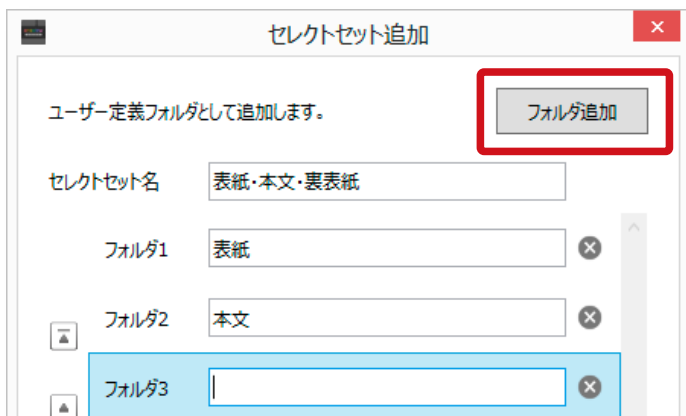 セレクトセット追加
ユーザー定義フォルダとして追加します。 フォルダ追加
セレクトセット名 表紙・本文・裏表紙
フォルダ1 表紙
フォルダ2 本文
フォルダ3